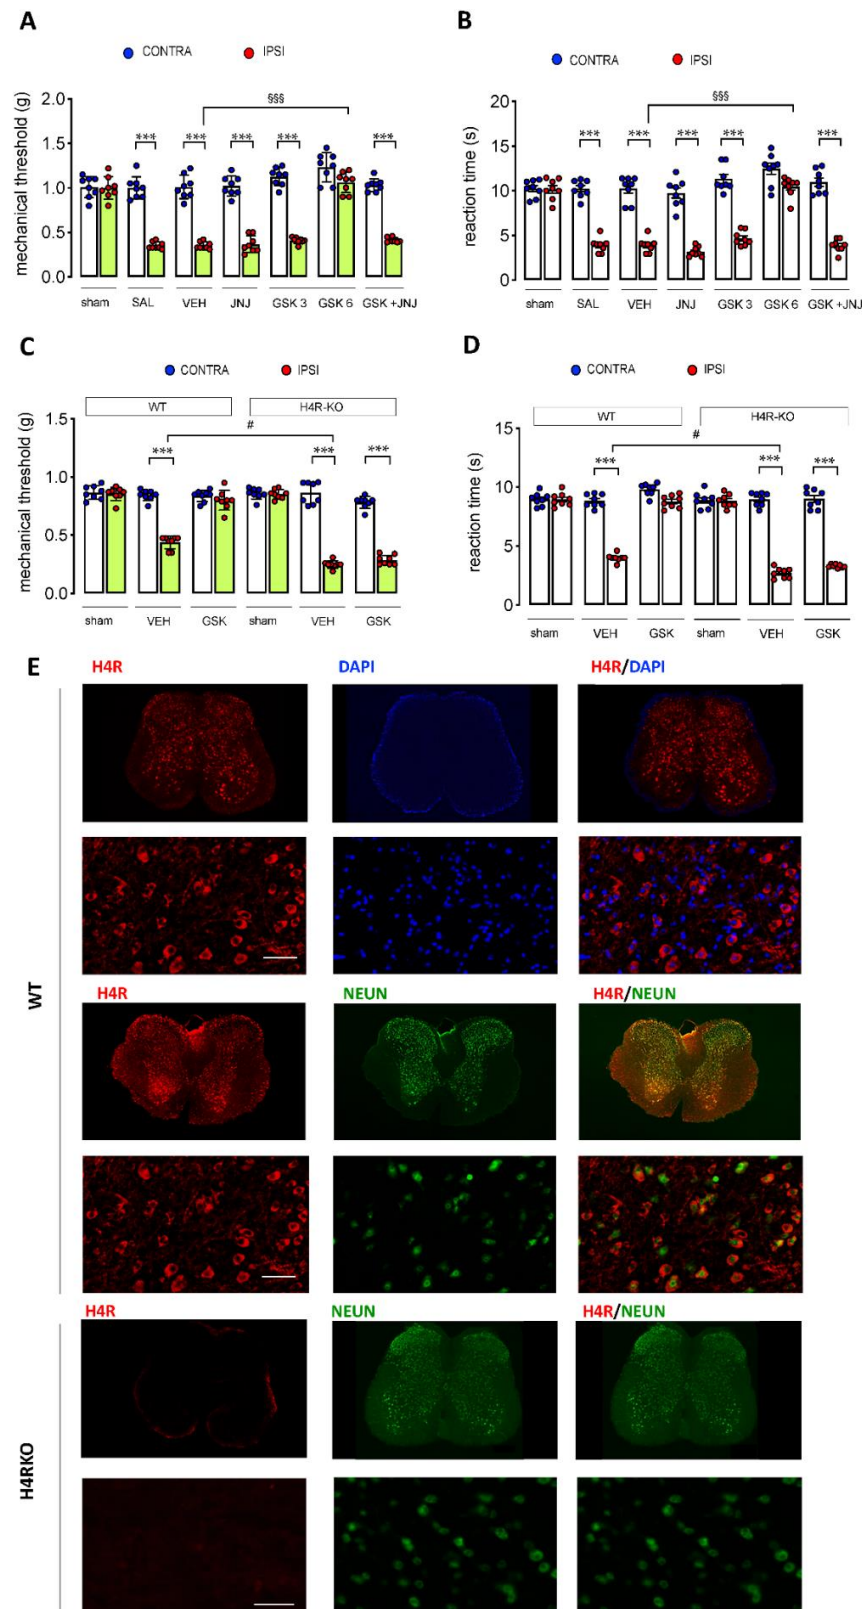 A
CONTRA IPSI
mechanical threshold (g)
2.0
1.5
1.0
0.5
0.0
§§§
*** *** *** *** ***
sham SAL VEH JNJ GSK 3 GSK 6 GSK +JNJ
B
CONTRA IPSI
reaction time (s)
20
15
10
5
0
§§§
*** *** *** *** ***
sham SAL VEH JNJ GSK 3 GSK 6 GSK +JNJ
C
CONTRA IPSI
WT H4R-KO
mechanical threshold (g)
1.5
1.0
0.5
0.0
#
*** *** ***
sham VEH GSK sham VEH GSK
D
CONTRA IPSI
WT H4R-KO
reaction time (s)
15
10
5
0
#
*** *** ***
sham VEH GSK sham VEH GSK
E
WT
H4R DAPI H4R/DAPI
H4R NEUN H4R/NEUN
H4RKO
H4R NEUN H4R/NEUN